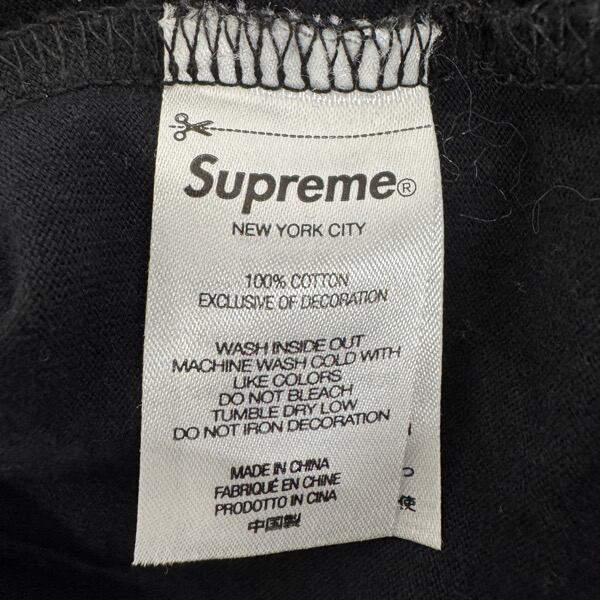 Supreme®
NEW YORK CITY
100% COTTON
EXCLUSIVE OF DECORATION
WASH INSIDE OUT
MACHINE WASH COLD WITH
LIKE COLORS
DO NOT BLEACH
TUMBLE DRY LOW
DO NOT IRON DECORATION
MADE IN CHINA
FABRIQUÉ EN CHINE
PRODOTTO IN CINA
中国製
使